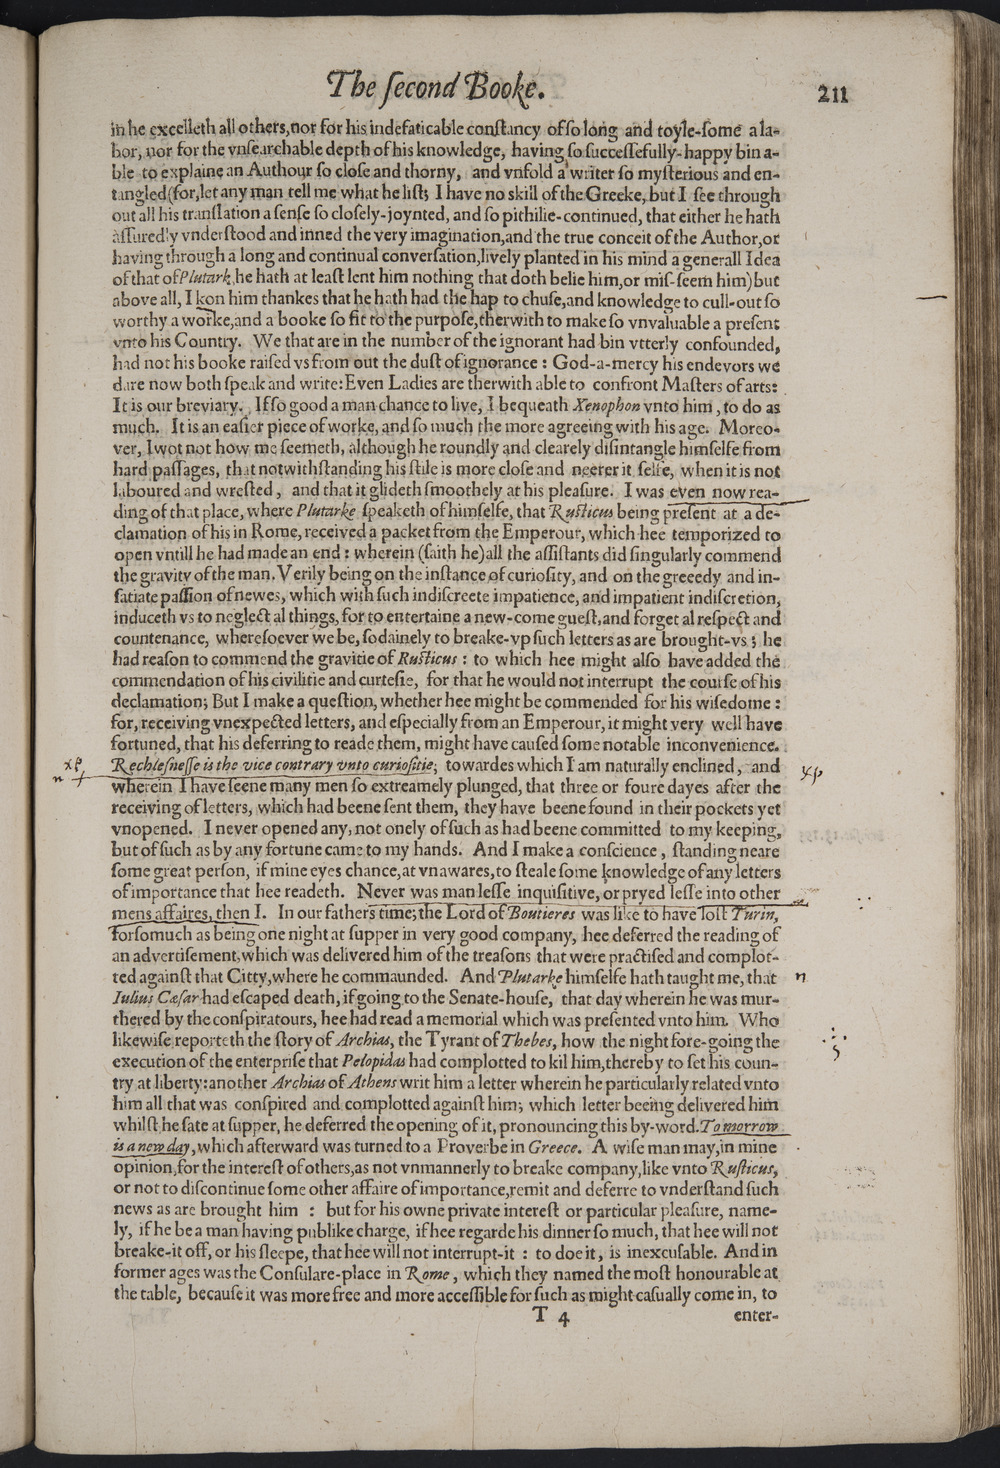 The ſecond Booke.
211
in he excelleth all others, nor for his indefaticable conſtancy of ſo long and toyle-ſome a la-
bor, nor for the vnſearchable depth of his knowledge, having ſo ſucceſſefully-happy bin a-
ble to explaine an Authour ſo cloſe and thorny, and vnfold a writer ſo myſterious and en-
tangled (for, let any man tell me what he liſt; I have no skill of the Greeke, but I ſee through
out all his tranſlation a ſenſe ſo cloſely-joynted, and ſo pithilie-continued, that either he hath
aſſuredly vnderſtood and inned the very imagination, and the true conceit of the Author, or
having through a long and continual converſation, lively planted in his mind a generall Idea
of that of Plutark, he hath at leaſt lent him nothing that doth belie him, or miſ-ſeem him) but
above all, I kon him thankes that he hath had the hap to chuſe, and knowledge to cull-out ſo
worthy a worke, and a booke ſo fit to the purpoſe, therwith to make ſo vnvaluable a preſent
vnto his Country. We that are in the number of the ignorant had bin vtterly confounded,
had not his booke raiſed vs from out the duſt of ignorance : God-a-mercy his endevors we
dare now both ſpeak and write: Even Ladies are therwith able to confront Maſters of arts:
It is our breviary. If ſo good a man chance to live, I bequeath Xenophon vnto him, to do as
much. It is an eaſier piece of worke, and ſo much the more agreeing with his age. Moreo-
ver, I wot not how me ſeemeth, although he roundly and clearely diſintangle himſelfe from
hard paſſages, that notwithſtanding his ſtile is more cloſe and neerer it ſelfe, when it is not
laboured and wreſted, and that it glideth ſmoothely at his pleaſure. I was even now rea-
ding of that place, where Plutarke ſpeaketh of himſelfe, that Ruſticus being preſent at a de-
clamation of his in Rome, received a packet from the Emperour, which hee temporized to
open vntill he had made an end : wherein (ſaith he) all the aſſiſtants did ſingularly commend
the gravity of the man. Verily being on the inſtance of curioſity, and on the greeedy and in-
ſatiate paſſion of newes, which with ſuch indiſcreete impatience, and impatient indiſcretion,
induceth vs to neglect al things, for to entertaine a new-come gueſt, and forget al reſpect and
countenance, whereſoever we be, ſodainely to breake-vp ſuch letters as are brought-vs ; he
had reaſon to commend the gravitie of Ruſticus : to which hee might alſo have added the
commendation of his civilitie and curteſie, for that he would not interrupt the courſe of his
declamation; But I make a queſtion, whether hee might be commended for his wiſedome :
for, receiving vnexpected letters, and eſpecially from an Emperour, it might very well have
fortuned, that his deferring to reade them, might have cauſed ſome notable inconvenience.
Rechleſneſſe is the vice contrary vnto curioſitie; towardes which I am naturally enclined, and
wherein I have ſeene many men ſo extreamely plunged, that three or foure dayes after the
receiving of letters, which had beene ſent them, they have beene found in their pockets yet
vnopened. I never opened any, not onely of ſuch as had beene committed to my keeping,
but of ſuch as by any fortune came to my hands. And I make a conſcience, ſtanding neare
ſome great perſon, if mine eyes chance, at vnawares, to ſteale ſome knowledge of any letters
of importance that hee readeth. Never was man leſſe inquiſitive, or pryed leſſe into other
mens affaires, then I. In our fathers time; the Lord of Boutieres was like to have loſt Turin,
forſomuch as being one night at ſupper in very good company, hee deferred the reading of
an advertiſement, which was delivered him of the treaſons that were practiſed and complot-
ted againſt that Citty, where he commaunded. And Plutarke himſelfe hath taught me, that
n
Iulius Cæſar had eſcaped death, if going to the Senate-houſe, that day wherein he was mur-
thered by the conſpiratours, hee had read a memorial which was preſented vnto him. Who
likewiſe reporteth the ſtory of Archias, the Tyrant of Thebes, how the night fore-going the
execution of the enterpriſe that Pelopidas had complotted to kil him, thereby to ſet his coun-
try at liberty: another Archias of Athens writ him a letter wherein he particularly related vnto
him all that was conſpired and complotted againſt him; which letter beeing delivered him
whilſt he ſate at ſupper, he deferred the opening of it, pronouncing this by-word. To morrow
is a new day, which afterward was turned to a Proverbe in Greece. A wiſe man may, in mine
opinion, for the intereſt of others, as not vnmannerly to breake company, like vnto Ruſticus,
or not to diſcontinue ſome other affaire of importance, remit and deferre to vnderſtand ſuch
news as are brought him : but for his owne private intereſt or particular pleaſure, name-
ly, if he be a man having publike charge, if hee regarde his dinner ſo much, that hee will not
breake-it off, or his ſleepe, that hee will not interrupt-it : to doe it, is inexcuſable. And in
former ages was the Conſulare-place in Rome, which they named the moſt honourable at
the table, becauſe it was more free and more acceſſible for ſuch as might caſually come in, to
T 4
enter-